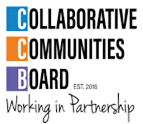 COLLABORATIVE
COMMUNITIES
BOARD EST. 2016
Working in Partnership